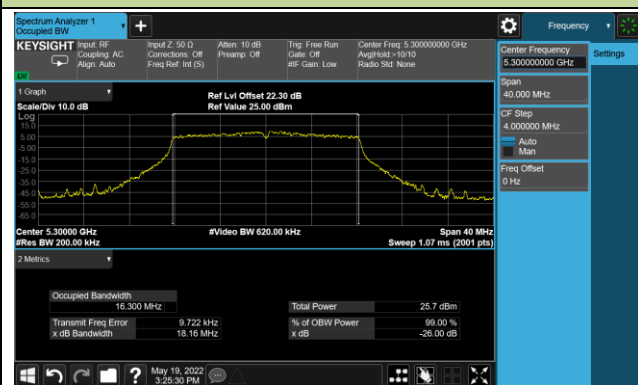 Spectrum Analyzer 1
Occupied BW
KEYSIGHT
Input: RF
Coupling: AC
Align: Auto
Input Z: 50 Ω
Corrections: Off
Freq Ref: Int (S)
Atten: 10 dB
Preamp: Off
Trig: Free Run
Gate: Off
#IF Gain: Low
Center Freq: 5.300000000 GHz
Avg|Hold:>10/10
Radio Std: None
1 Graph
Scale/Div 10.0 dB
Ref Lvl Offset 22.30 dB
Ref Value 25.00 dBm
Log
15.0
5.00
-5.00
-15.0
-25.0
-35.0
-45.0
-55.0
-65.0
Center 5.30000 GHz
#Res BW 200.00 kHz
#Video BW 620.00 kHz
Span 40 MHz
Sweep 1.07 ms (2001 pts)
2 Metrics
Occupied Bandwidth
16.300 MHz
Total Power 25.7 dBm
Transmit Freq Error 9.722 kHz
% of OBW Power 99.00 %
x dB Bandwidth 18.16 MHz
x dB -26.00 dB
May 19, 2022
3:25:30 PM
Frequency
Settings
Center Frequency
5.300000000 GHz
Span
40.000 MHz
CF Step
4.000000 MHz
Auto
Man
Freq Offset
0 Hz